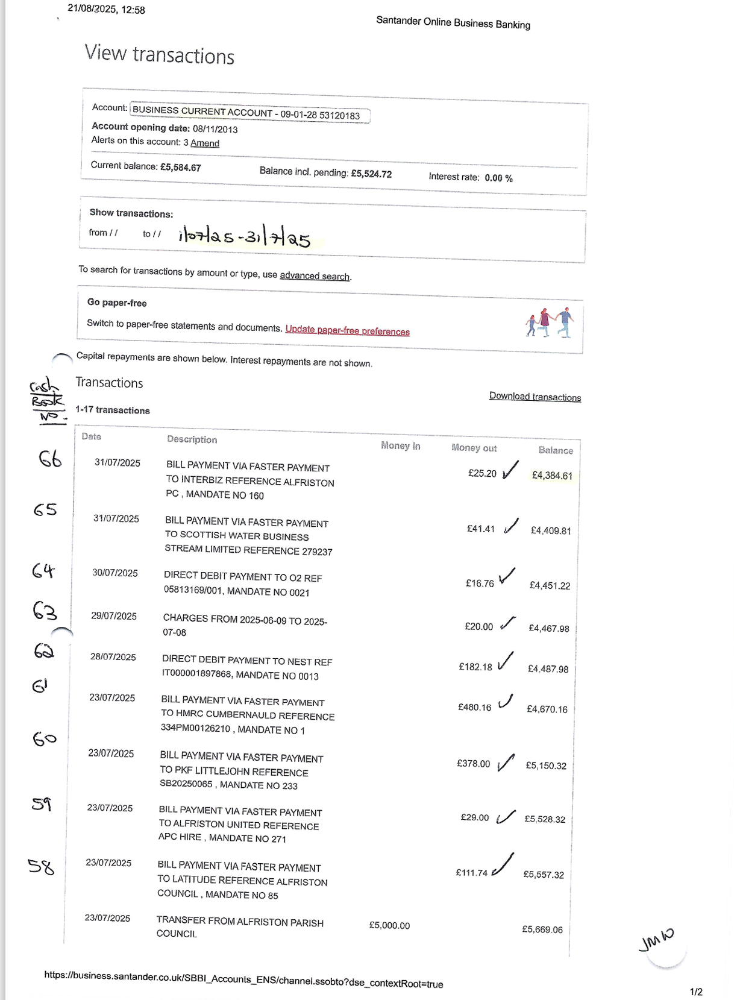 21/08/2025, 12:58
Santander Online Business Banking
View transactions
Account: BUSINESS CURRENT ACCOUNT - 09-01-28 53120183
Account opening date: 08/11/2013
Alerts on this account: 3 Amend
Current balance: £5,584.67 Balance incl. pending: £5,524.72 Interest rate: 0.00 %
Show transactions:
from / / to / / 1/07/25-31/7/25
To search for transactions by amount or type, use advanced search.
Go paper-free
Switch to paper-free statements and documents. Update paper-free preferences
Capital repayments are shown below. Interest repayments are not shown.
Cash
Book
No.
Transactions
Download transactions
1-17 transactions
Date Description Money in Money out Balance
66 31/07/2025 BILL PAYMENT VIA FASTER PAYMENT £25.20 £4,384.61
TO INTERBIZ REFERENCE ALFRISTON
PC , MANDATE NO 160
65 31/07/2025 BILL PAYMENT VIA FASTER PAYMENT £41.41 £4,409.81
TO SCOTTISH WATER BUSINESS
STREAM LIMITED REFERENCE 279237
64 30/07/2025 DIRECT DEBIT PAYMENT TO O2 REF £16.76 £4,451.22
05813169/001, MANDATE NO 0021
63 29/07/2025 CHARGES FROM 2025-06-09 TO 2025- £20.00 £4,467.98
07-08
62 28/07/2025 DIRECT DEBIT PAYMENT TO NEST REF £182.18 £4,487.98
IT000001897868, MANDATE NO 0013
61 23/07/2025 BILL PAYMENT VIA FASTER PAYMENT £480.16 £4,670.16
TO HMRC CUMBERNAULD REFERENCE
334PM00126210 , MANDATE NO 1
60 23/07/2025 BILL PAYMENT VIA FASTER PAYMENT £378.00 £5,150.32
TO PKF LITTLEJOHN REFERENCE
SB20250065 , MANDATE NO 233
59 23/07/2025 BILL PAYMENT VIA FASTER PAYMENT £29.00 £5,528.32
TO ALFRISTON UNITED REFERENCE
APC HIRE , MANDATE NO 271
58 23/07/2025 BILL PAYMENT VIA FASTER PAYMENT £111.74 £5,557.32
TO LATITUDE REFERENCE ALFRISTON
COUNCIL , MANDATE NO 85
23/07/2025 TRANSFER FROM ALFRISTON PARISH £5,000.00 £5,669.06
COUNCIL
JMW
https://business.santander.co.uk/SBBI_Accounts_ENS/channel.ssobto?dse_contextRoot=true
1/2